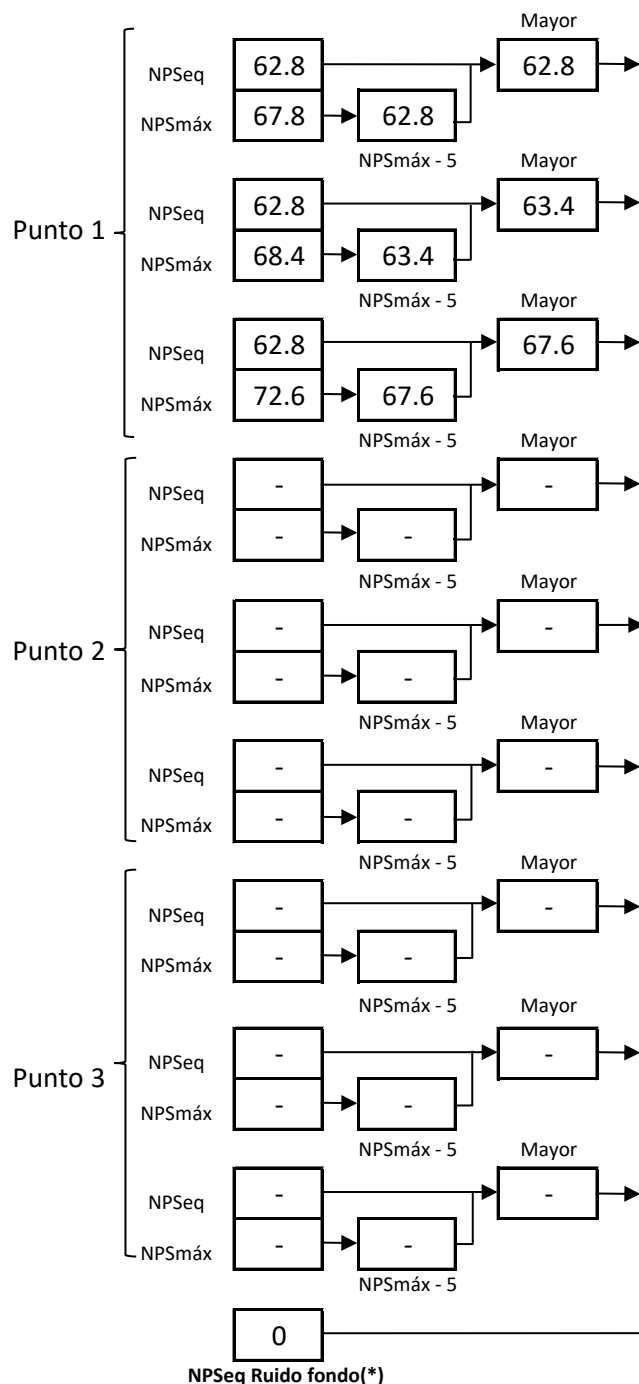 Mayor
NPSeq 62.8 62.8
NPSmáx 67.8 62.8
NPSmáx - 5
Mayor
NPSeq 62.8 63.4
Punto 1
NPSmáx 68.4 63.4
NPSmáx - 5
Mayor
NPSeq 62.8 67.6
NPSmáx 72.6 67.6
NPSmáx - 5
Mayor
NPSeq - -
NPSmáx - -
NPSmáx - 5
Mayor
NPSeq - -
Punto 2
NPSmáx - -
NPSmáx - 5
Mayor
NPSeq - -
NPSmáx - -
NPSmáx - 5
Mayor
NPSeq - -
NPSmáx - -
NPSmáx - 5
Mayor
NPSeq - -
Punto 3
NPSmáx - -
NPSmáx - 5
Mayor
NPSeq - -
NPSmáx - -
NPSmáx - 5
0
NPSeq Ruido fondo(*)